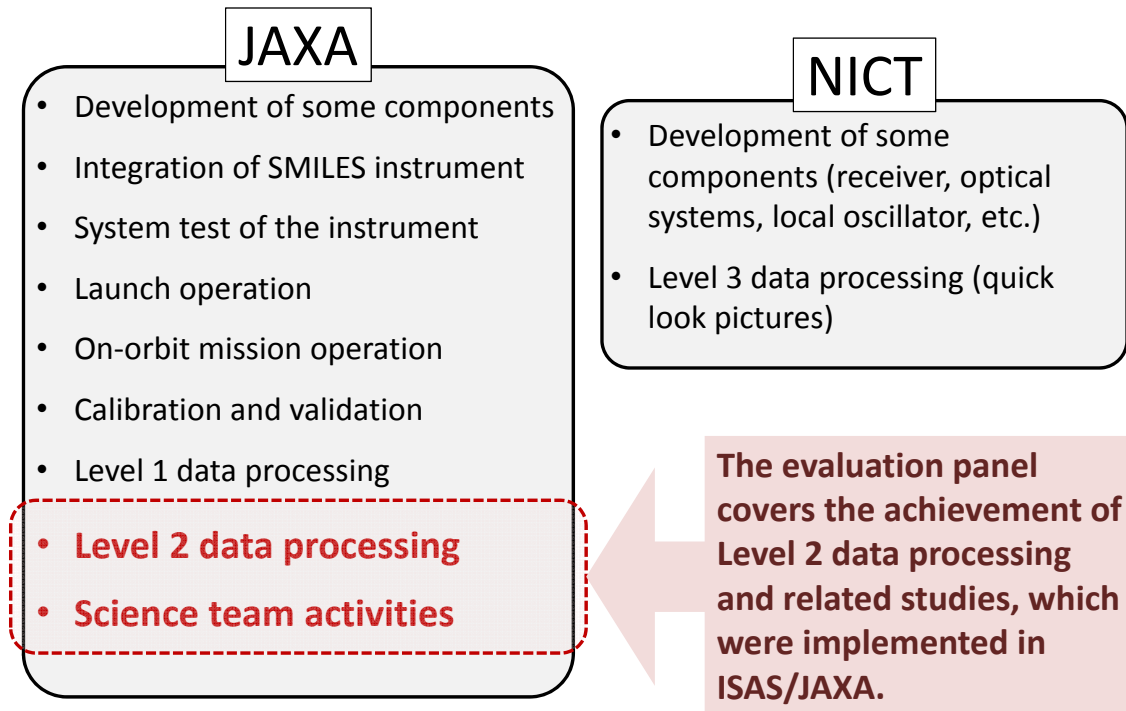 JAXA
• Development of some components
• Integration of SMILES instrument
• System test of the instrument
• Launch operation
• On-orbit mission operation
• Calibration and validation
• Level 1 data processing
• Level 2 data processing
• Science team activities
NICT
• Development of some
components (receiver, optical
systems, local oscillator, etc.)
• Level 3 data processing (quick
look pictures)
The evaluation panel
covers the achievement of
Level 2 data processing
and related studies, which
were implemented in
ISAS/JAXA.